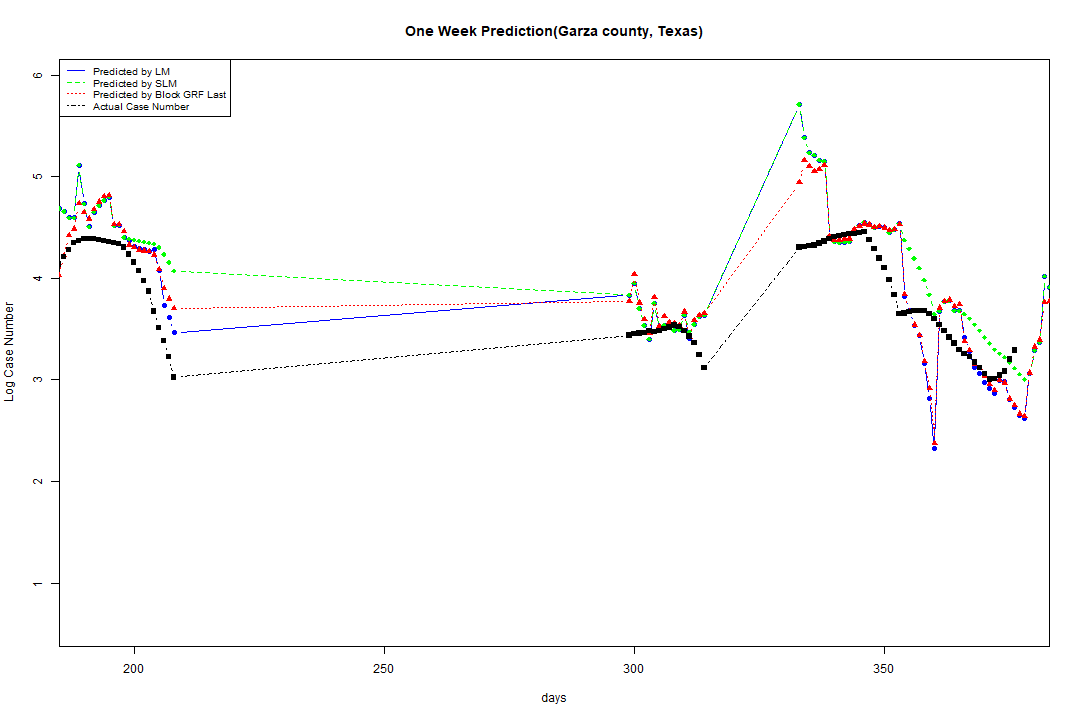 One Week Prediction(Garza county, Texas)
Predicted by LM
Predicted by SLM
Predicted by Block GRF Last
Actual Case Number
6
5
4
3
2
1
Log Case Number
200 250 300 350
days